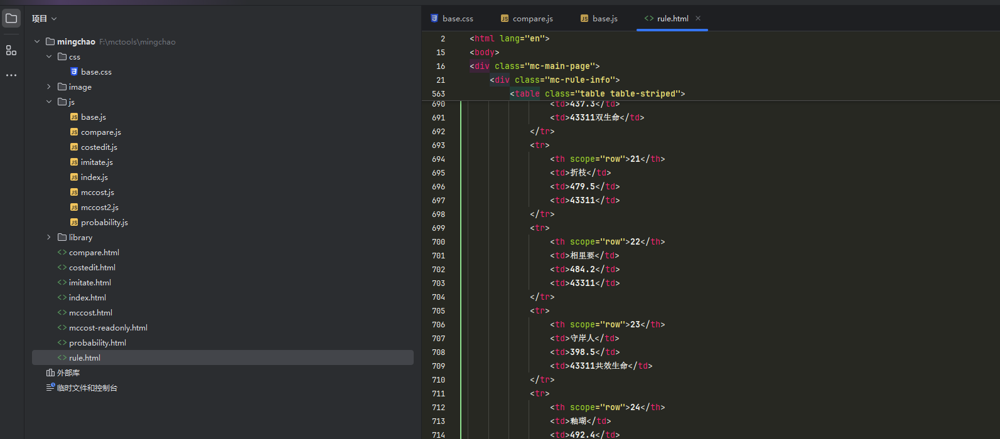 项目
mingchao F:\mctools\mingchao
css
base.css
image
js
base.js
compare.js
costedit.js
imitate.js
index.js
mccost.js
mccost2.js
probability.js
library
compare.html
costedit.html
imitate.html
index.html
mccost.html
mccost-readonly.html
probability.html
rule.html
外部库
临时文件和控制台
base.css compare.js base.js rule.html
2 <html lang="en">
15 <body>
16 <div class="mc-main-page">
21 <div class="mc-rule-info">
563 <table class="table table-striped">
690 <td>437.3</td>
691 <td>43311双生命</td>
692 </tr>
693 <tr>
694 <th scope="row">21</th>
695 <td>折枝</td>
696 <td>479.5</td>
697 <td>43311</td>
698 </tr>
699 <tr>
700 <th scope="row">22</th>
701 <td>相里要</td>
702 <td>484.2</td>
703 <td>43311</td>
704 </tr>
705 <tr>
706 <th scope="row">23</th>
707 <td>守岸人</td>
708 <td>398.5</td>
709 <td>43311共效生命</td>
710 </tr>
711 <tr>
712 <th scope="row">24</th>
713 <td>釉瑚</td>
714 <td>492.4</td>